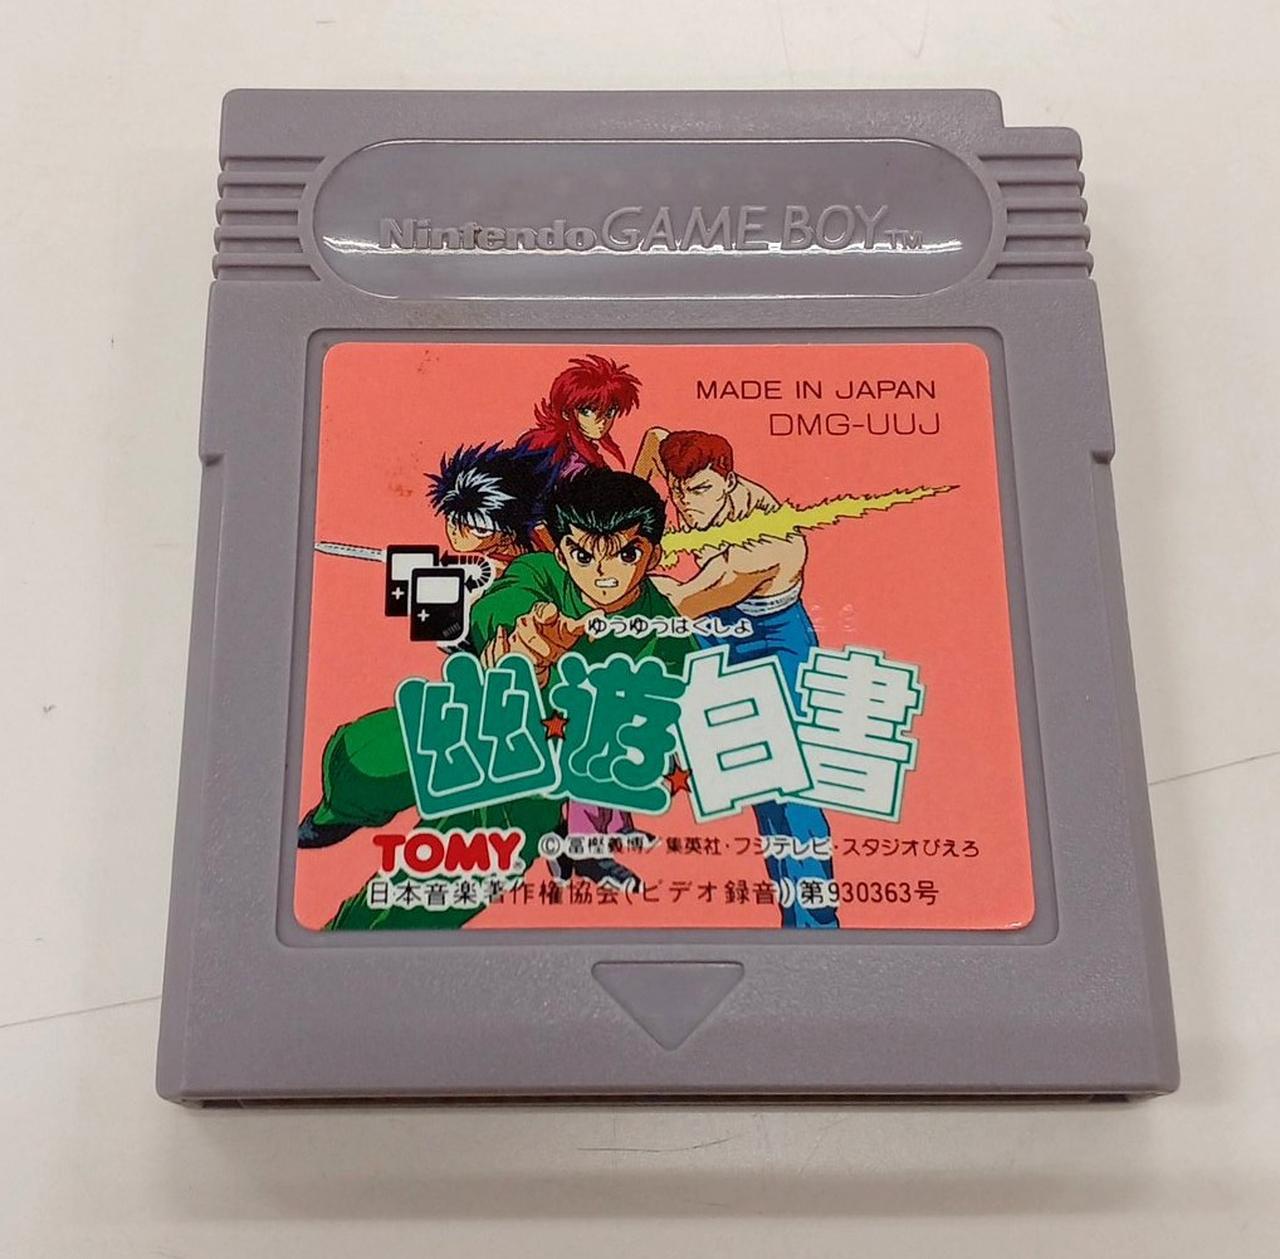 Nintendo GAME BOY TM
MADE IN JAPAN
DMG-UUJ
ゆうゆうはくしょ
幽★遊★白書
TOMY ® © 冨樫義博／集英社・フジテレビ・スタジオぴえろ
日本音楽著作権協会(ビデオ録音)第930363号